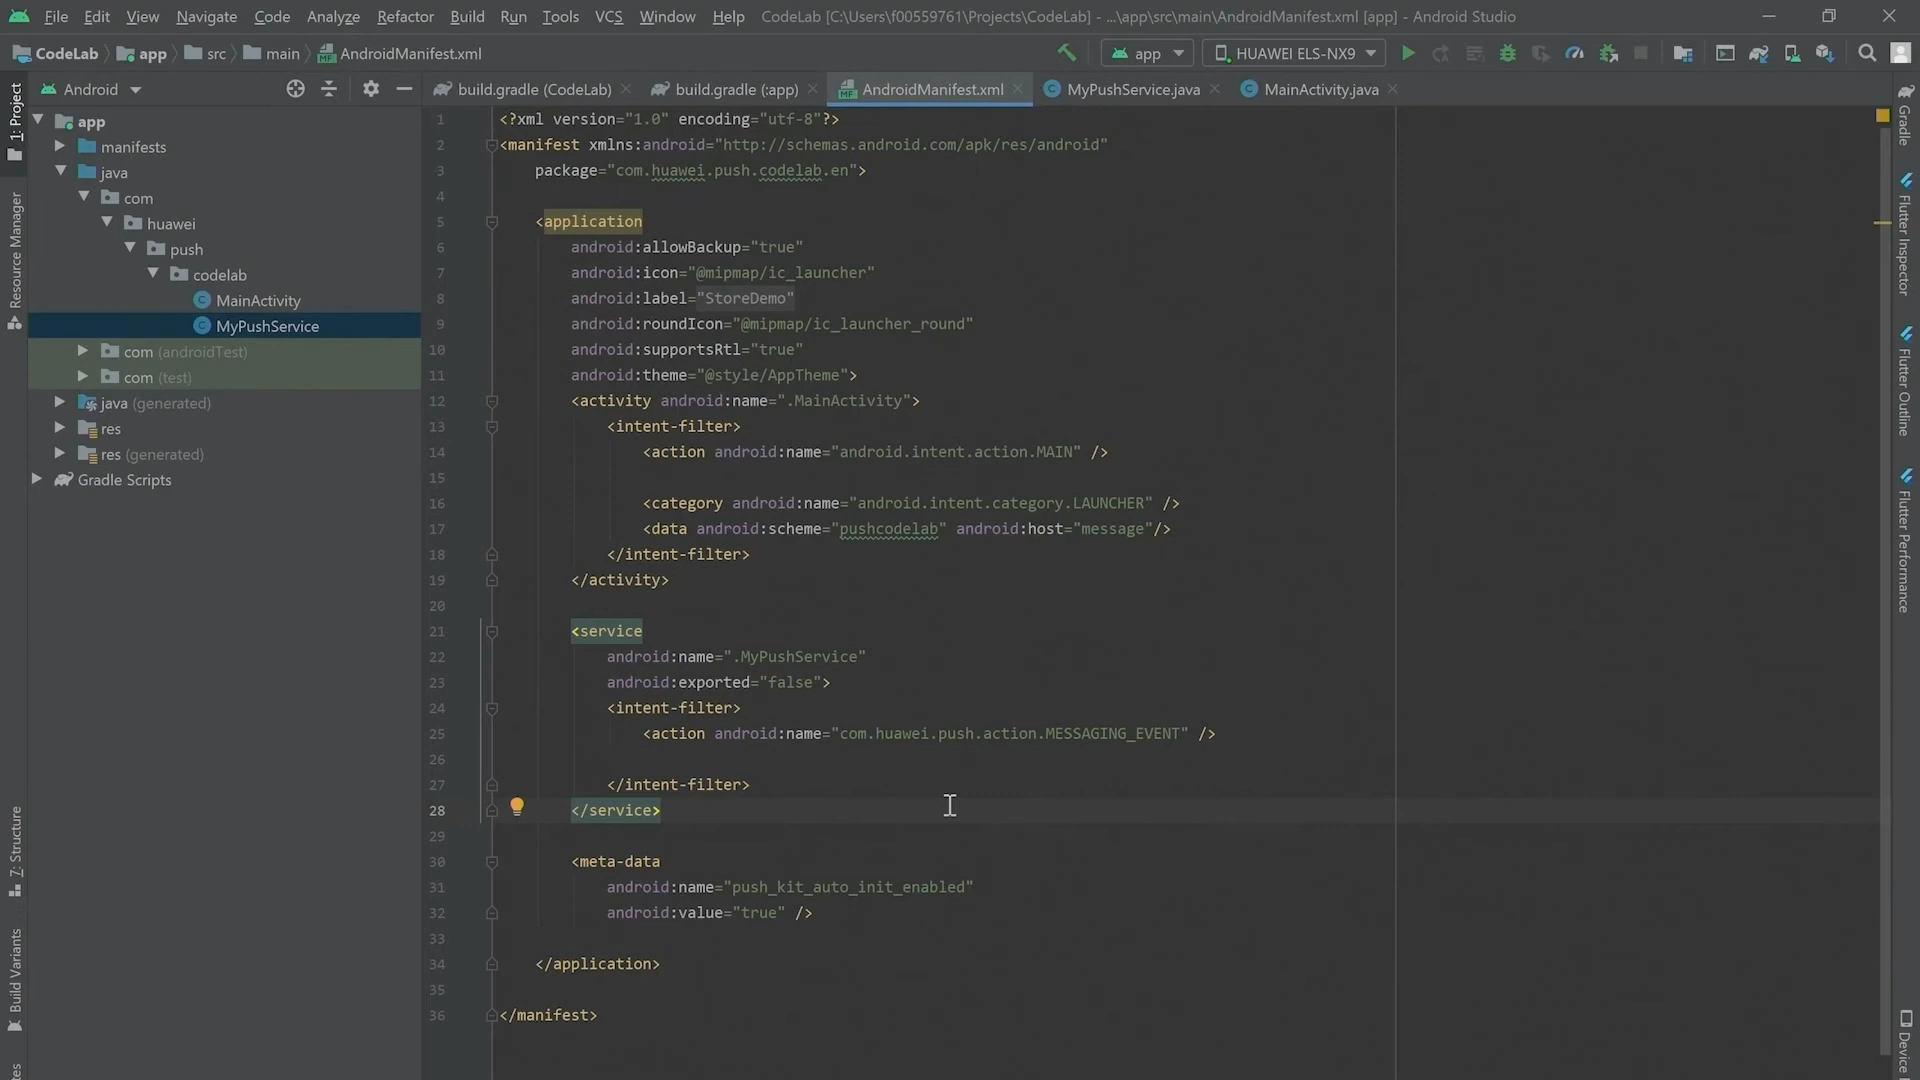 File Edit View Navigate Code Analyze Refactor Build Run Tools VCS Window Help CodeLab [C:\Users\f00559761\Projects\CodeLab] - ...\app\src\main\AndroidManifest.xml [app] - Android Studio
CodeLab app src main AndroidManifest.xml app HUAWEI ELS-NX9
Android build.gradle (CodeLab) build.gradle (:app) AndroidManifest.xml MyPushService.java MainActivity.java
1: Project
Resource Manager
7: Structure
Build Variants
app
manifests
java
com
huawei
push
codelab
MainActivity
MyPushService
com (androidTest)
com (test)
java (generated)
res
res (generated)
Gradle Scripts
1 <?xml version="1.0" encoding="utf-8"?>
2 <manifest xmlns:android="http://schemas.android.com/apk/res/android"
3 package="com.huawei.push.codelab.en">
4
5 <application
6 android:allowBackup="true"
7 android:icon="@mipmap/ic_launcher"
8 android:label="StoreDemo"
9 android:roundIcon="@mipmap/ic_launcher_round"
10 android:supportsRtl="true"
11 android:theme="@style/AppTheme">
12 <activity android:name=".MainActivity">
13 <intent-filter>
14 <action android:name="android.intent.action.MAIN" />
15
16 <category android:name="android.intent.category.LAUNCHER" />
17 <data android:scheme="pushcodelab" android:host="message"/>
18 </intent-filter>
19 </activity>
20
21 <service
22 android:name=".MyPushService"
23 android:exported="false">
24 <intent-filter>
25 <action android:name="com.huawei.push.action.MESSAGING_EVENT" />
26
27 </intent-filter>
28 </service>
29
30 <meta-data
31 android:name="push_kit_auto_init_enabled"
32 android:value="true" />
33
34 </application>
35
36 </manifest>
Gradle
Flutter Inspector
Flutter Outline
Flutter Performance
Device